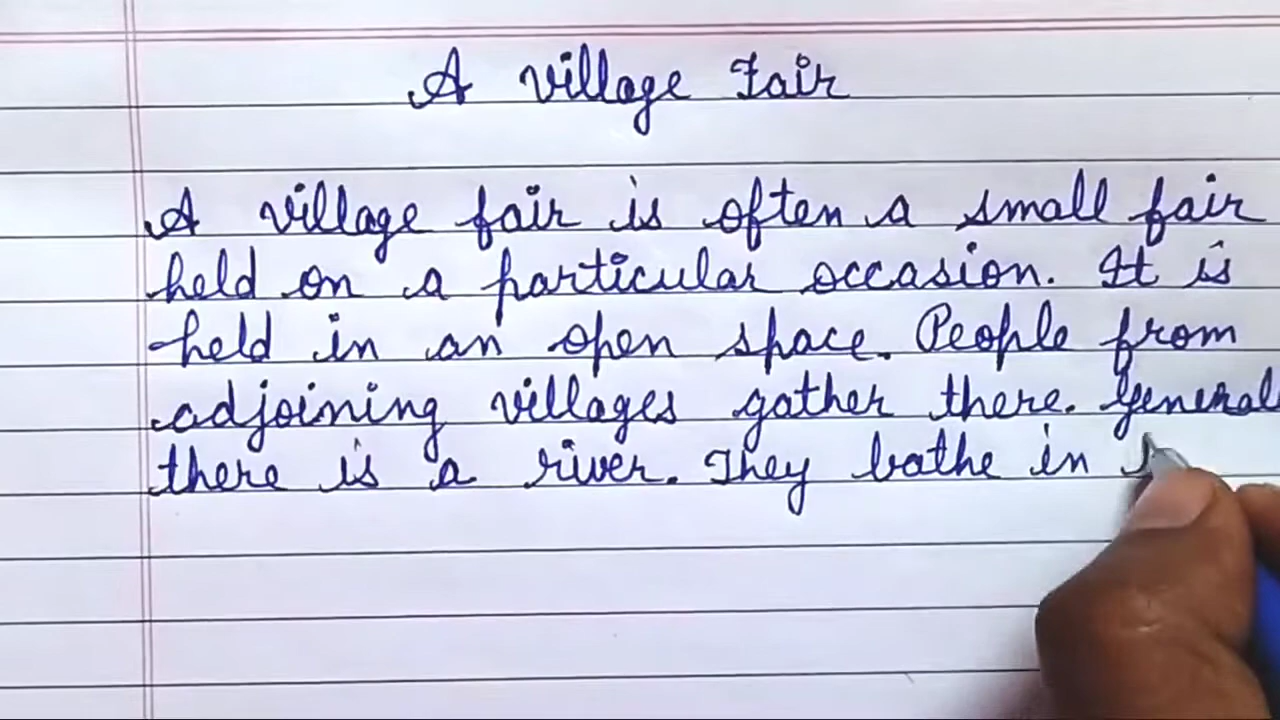 A Village Fair
A village fair is often a small fair
held on a particular occasion. It is
held in an open space. People from
adjoining villages gather there. General
there is a river. They bathe in